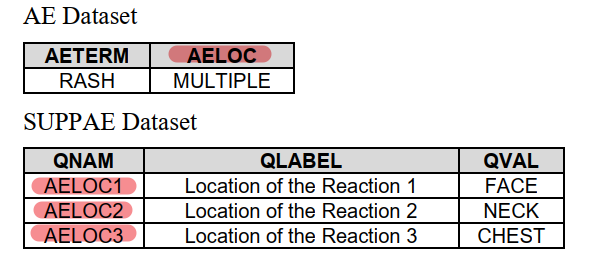 AE Dataset
AETERM AELOC
RASH MULTIPLE
SUPPAE Dataset
QNAM QLABEL QVAL
AELOC1 Location of the Reaction 1 FACE
AELOC2 Location of the Reaction 2 NECK
AELOC3 Location of the Reaction 3 CHEST